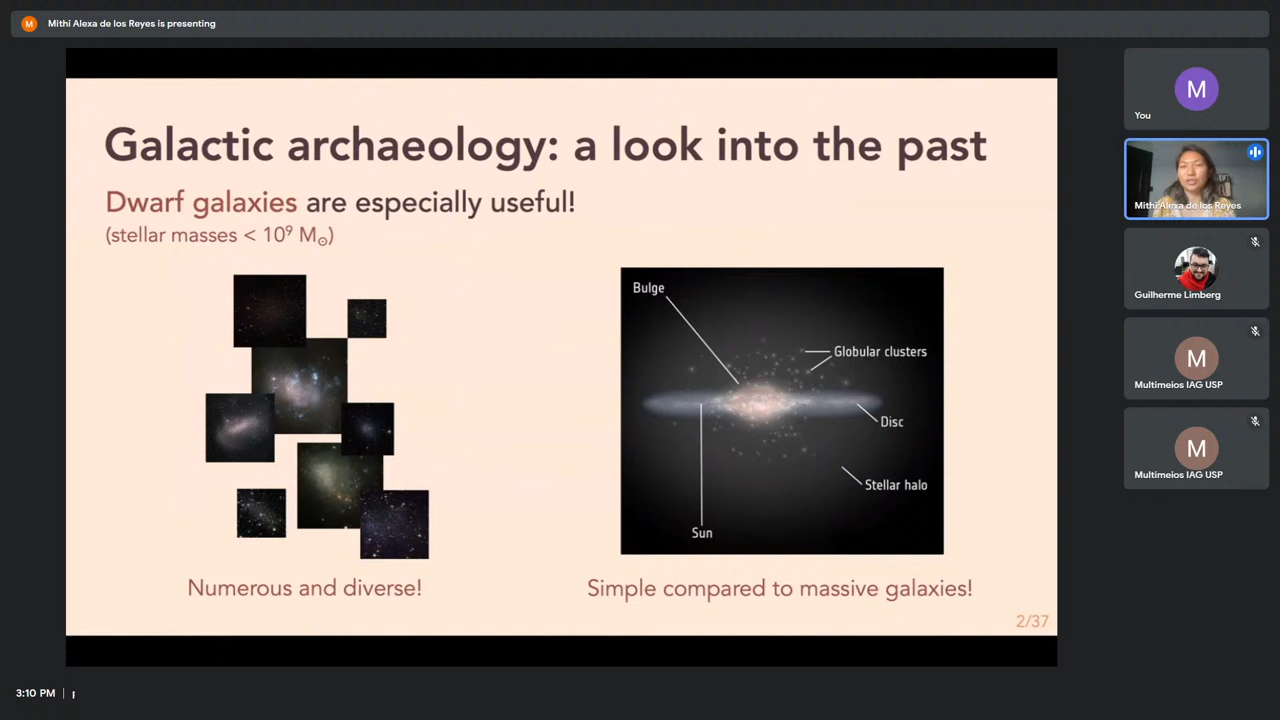 M
Mithi Alexa de los Reyes is presenting
Galactic archaeology: a look into the past
Dwarf galaxies are especially useful!
(stellar masses < 10⁹ M☉)
Bulge
Globular clusters
Disc
Stellar halo
Sun
Numerous and diverse!
Simple compared to massive galaxies!
2/37
M
You
Mithi Alexa de los Reyes
Guilherme Limberg
M
Multimeios IAG USP
M
Multimeios IAG USP
3:10 PM |